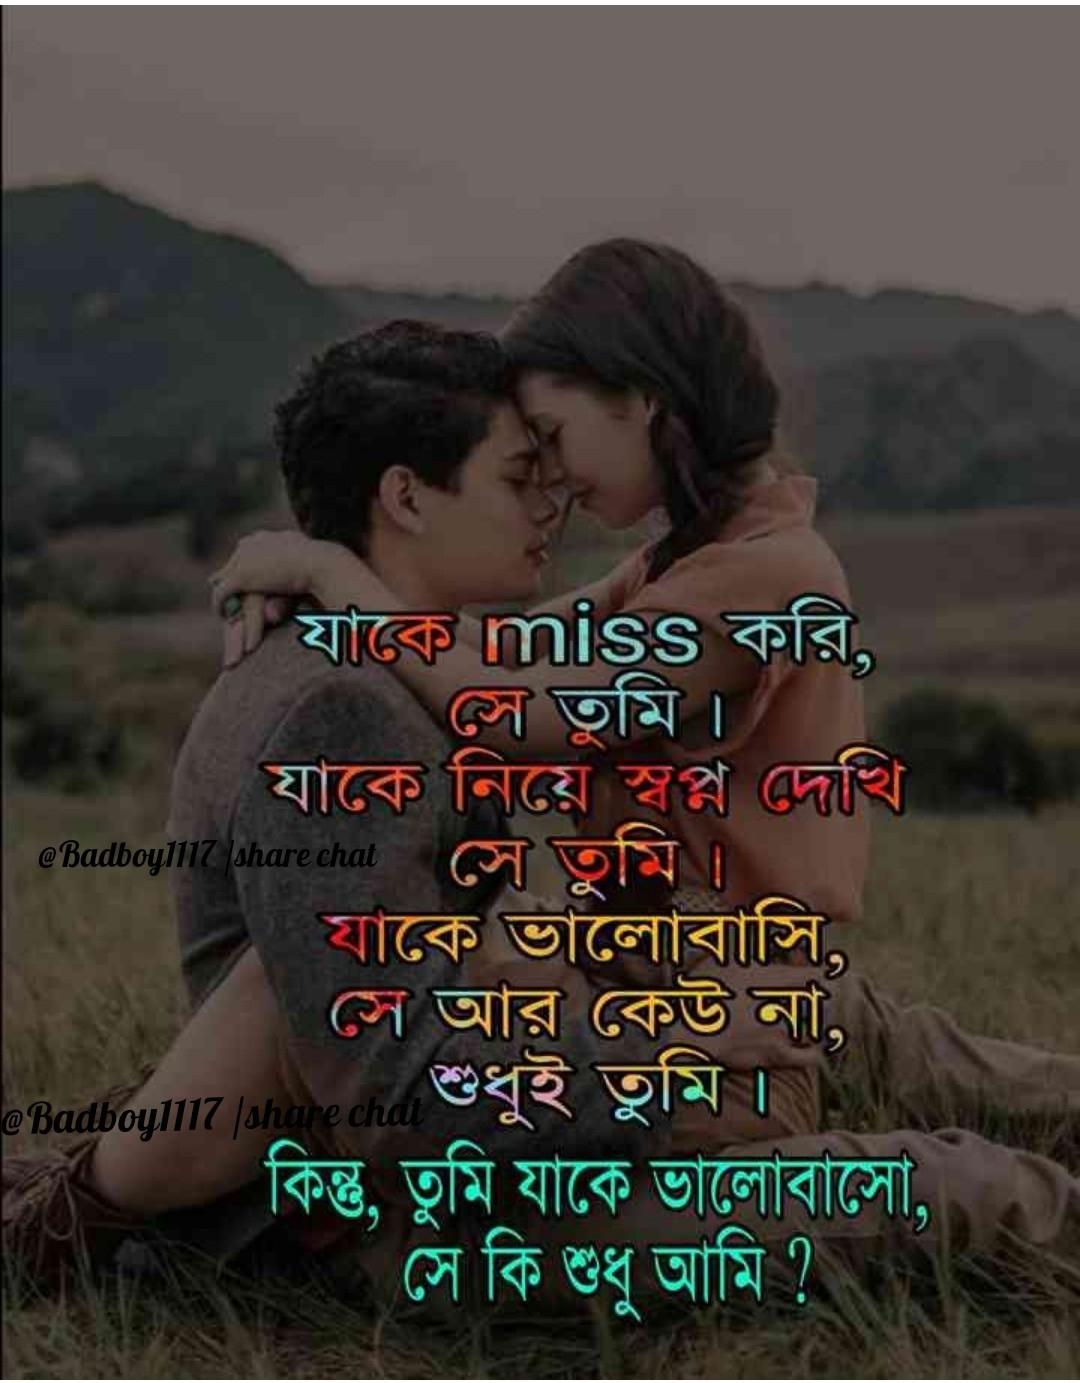 যাকে miss করি,
সে তুমি ।
যাকে নিয়ে স্বপ্ন দেখি
@Badboy1117 /share chat
সে তুমি ।
যাকে ভালোবাসি,
সে আর কেউ না,
শুধুই তুমি ।
@Badboy1117 /share chat
কিন্তু, তুমি যাকে ভালোবাসো,
সে কি শুধু আমি ?